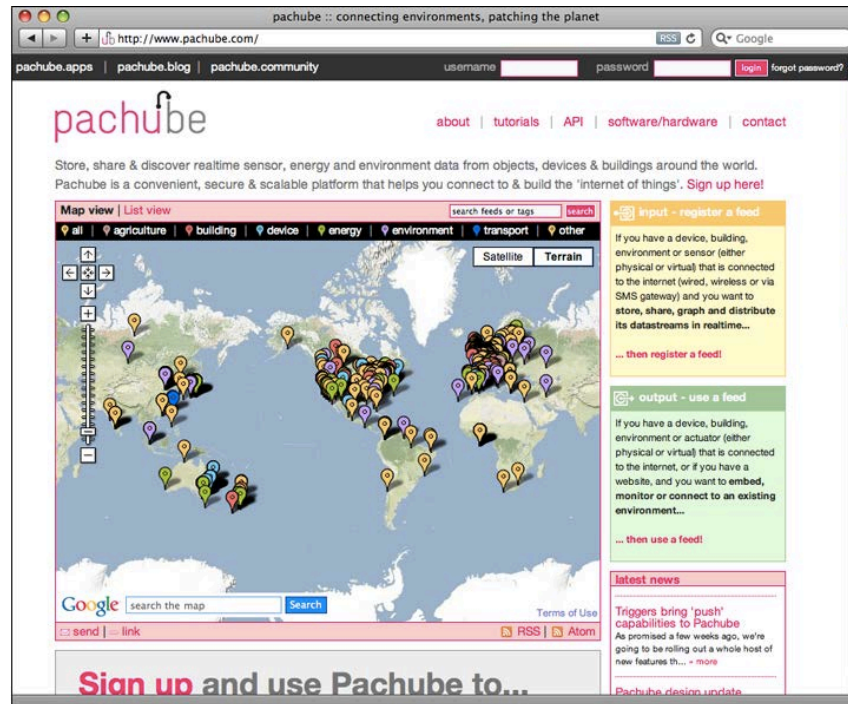 pachube :: connecting environments, patching the planet
http://www.pachube.com/
RSS
Google
pachube.apps | pachube.blog | pachube.community
username
password
login
forgot password?
pachube
about | tutorials | API | software/hardware | contact
Store, share & discover realtime sensor, energy and environment data from objects, devices & buildings around the world.
Pachube is a convenient, secure & scalable platform that helps you connect to & build the 'internet of things'. Sign up here!
Map view | List view
search feeds or tags
search
all | agriculture | building | device | energy | environment | transport | other
Satellite
Terrain
Google
search the map
Search
Terms of Use
send | link
RSS | Atom
input - register a feed
If you have a device, building,
environment or sensor (either
physical or virtual) that is connected
to the internet (wired, wireless or via
SMS gateway) and you want to
store, share, graph and distribute
its datastreams in realtime...
... then register a feed!
output - use a feed
If you have a device, building,
environment or actuator (either
physical or virtual) that is connected
to the internet, or if you have a
website, and you want to embed,
monitor or connect to an existing
environment...
... then use a feed!
latest news
Triggers bring 'push'
capabilities to Pachube
As promised a few weeks ago, we're
going to be rolling out a whole host of
new features th... » more
Pachube design update
Sign up and use Pachube to...